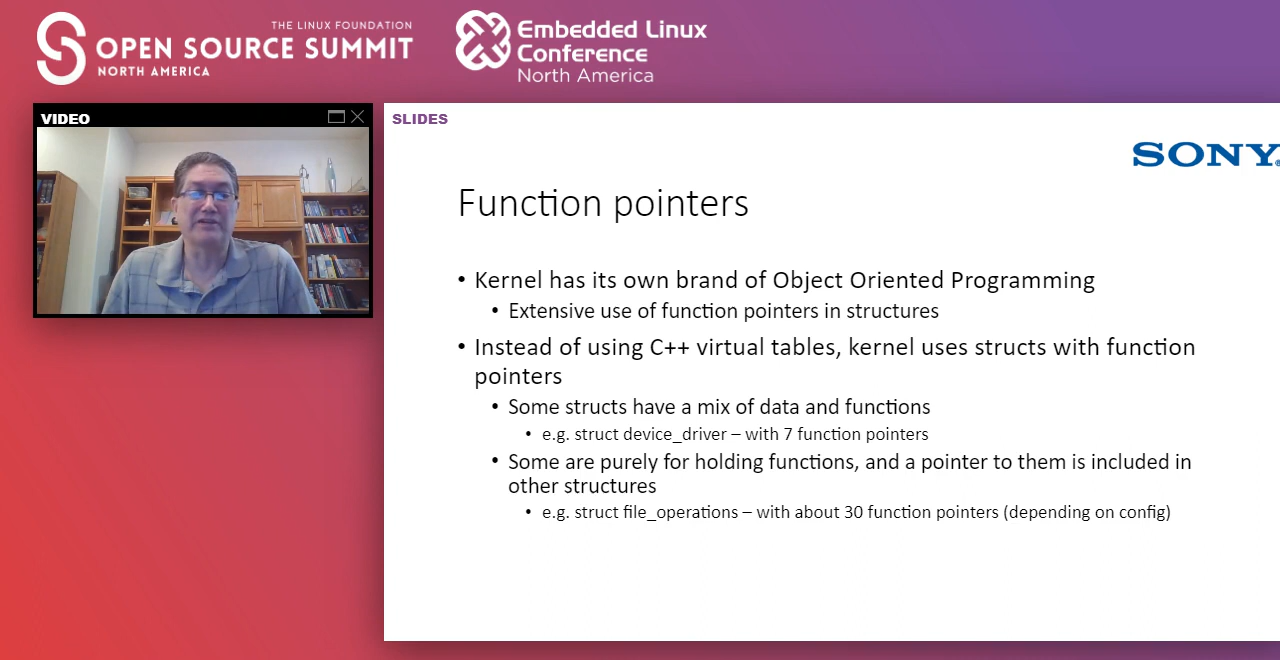 THE LINUX FOUNDATION
OPEN SOURCE SUMMIT
NORTH AMERICA
Embedded Linux
Conference
North America
VIDEO
SLIDES
SONY
Function pointers
• Kernel has its own brand of Object Oriented Programming
• Extensive use of function pointers in structures
• Instead of using C++ virtual tables, kernel uses structs with function
pointers
• Some structs have a mix of data and functions
• e.g. struct device_driver – with 7 function pointers
• Some are purely for holding functions, and a pointer to them is included in
other structures
• e.g. struct file_operations – with about 30 function pointers (depending on config)